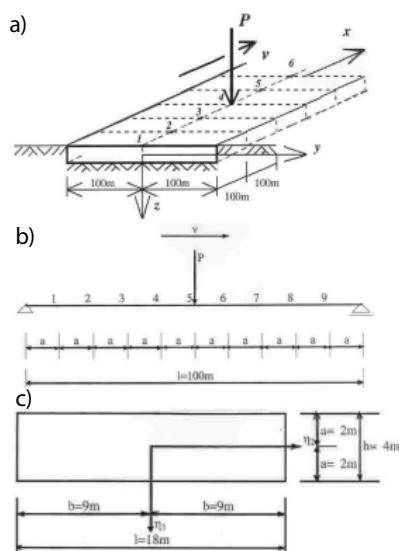 a)
P
x
v
6
5
4
3
2
1
y
100m 100m 100m
100m
z
b)
v
P
1 2 3 4 5 6 7 8 9
a a a a a a a a a a
l=100m
c)
η₂
a= 2m
h= 4m
a= 2m
b=9m b=9m
η₃
l=18m